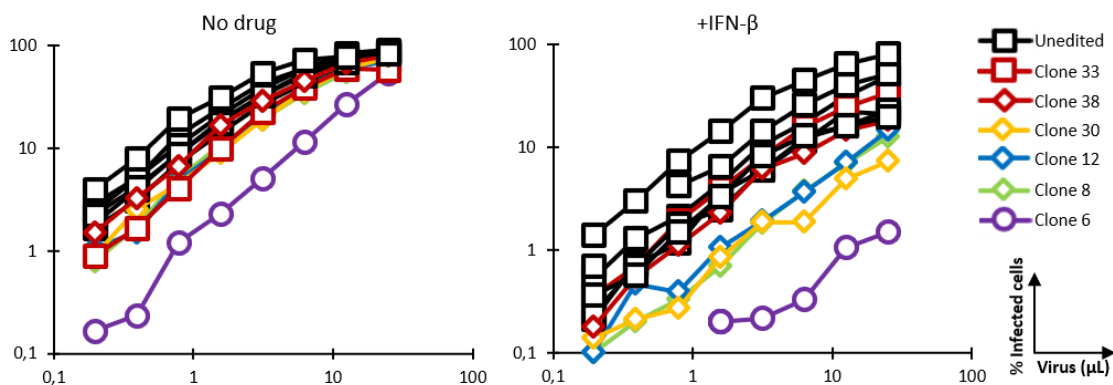 No drug
+IFN-β
100
10
1
0,1
0,1
1
10
100
100
10
1
0,1
0,1
1
10
100
Unedited
Clone 33
Clone 38
Clone 30
Clone 12
Clone 8
Clone 6
% Infected cells
Virus (µL)